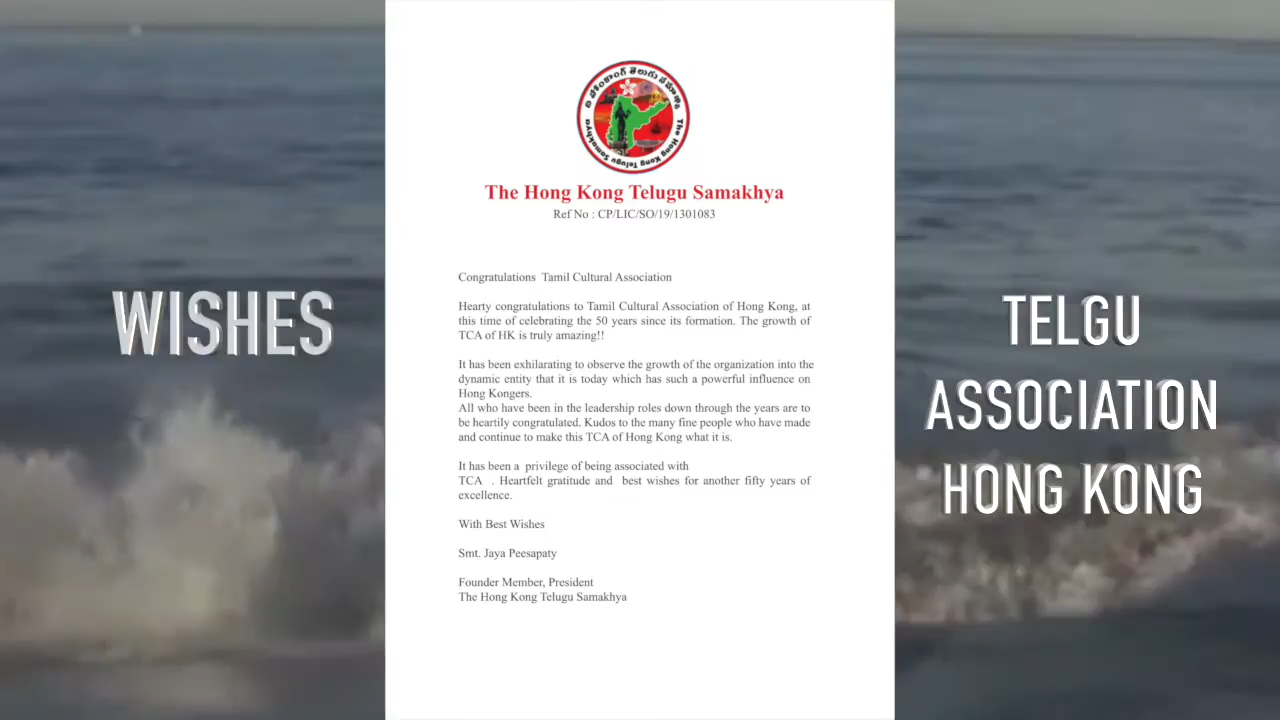 ది హాంకాంగ్ తెలుగు సమాఖ్య
The Hong Kong Telugu Samakhya
The Hong Kong Telugu Samakhya
Ref No : CP/LIC/SO/19/1301083
Congratulations Tamil Cultural Association
Hearty congratulations to Tamil Cultural Association of Hong Kong, at
this time of celebrating the 50 years since its formation. The growth of
TCA of HK is truly amazing!!
It has been exhilarating to observe the growth of the organization into the
dynamic entity that it is today which has such a powerful influence on
Hong Kongers.
All who have been in the leadership roles down through the years are to
be heartily congratulated. Kudos to the many fine people who have made
and continue to make this TCA of Hong Kong what it is.
It has been a privilege of being associated with
TCA . Heartfelt gratitude and best wishes for another fifty years of
excellence.
With Best Wishes
Smt. Jaya Peesapaty
Founder Member, President
The Hong Kong Telugu Samakhya
WISHES
TELGU
ASSOCIATION
HONG KONG